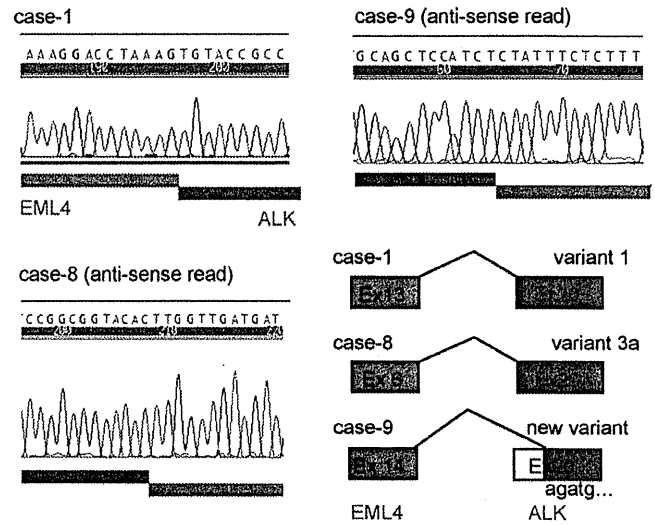 case-1
AAAGGACCTAAAGTGTACCGCC
200
EML4
ALK
case-9 (anti-sense read)
GCAGCTCCATCTCTATTTCTCTTT
60 70
case-8 (anti-sense read)
CCGGCGGTACACTTGGTTGATGAT
case-1 variant 1
case-8 variant 3a
case-9 new variant
agatg...
EML4 ALK